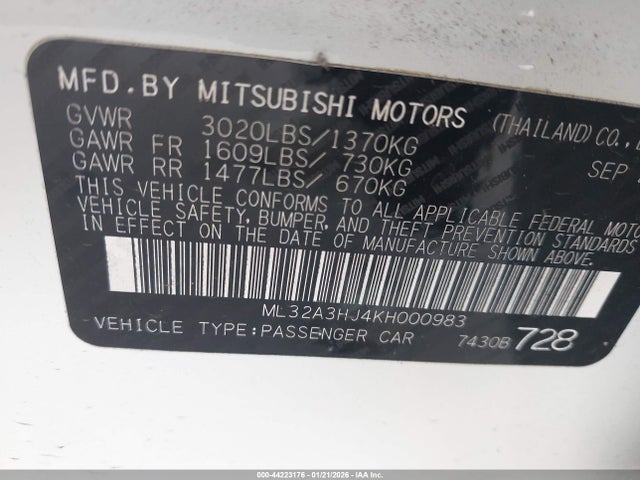 MFD. BY MITSUBISHI MOTORS (THAILAND) CO.,
GVWR 3020LBS/1370KG
GAWR FR 1609LBS/ 730KG SEP
GAWR RR 1477LBS/ 670KG
THIS VEHICLE CONFORMS TO ALL APPLICABLE FEDERAL MOTO
VEHICLE SAFETY, BUMPER, AND THEFT PREVENTION STANDARDS
IN EFFECT ON THE DATE OF MANUFACTURE SHOWN ABOVE.
ML32A3HJ4KH000983
VEHICLE TYPE:PASSENGER CAR 7430B 728
000-44223176 - 01/21/2026 - IAA Inc.